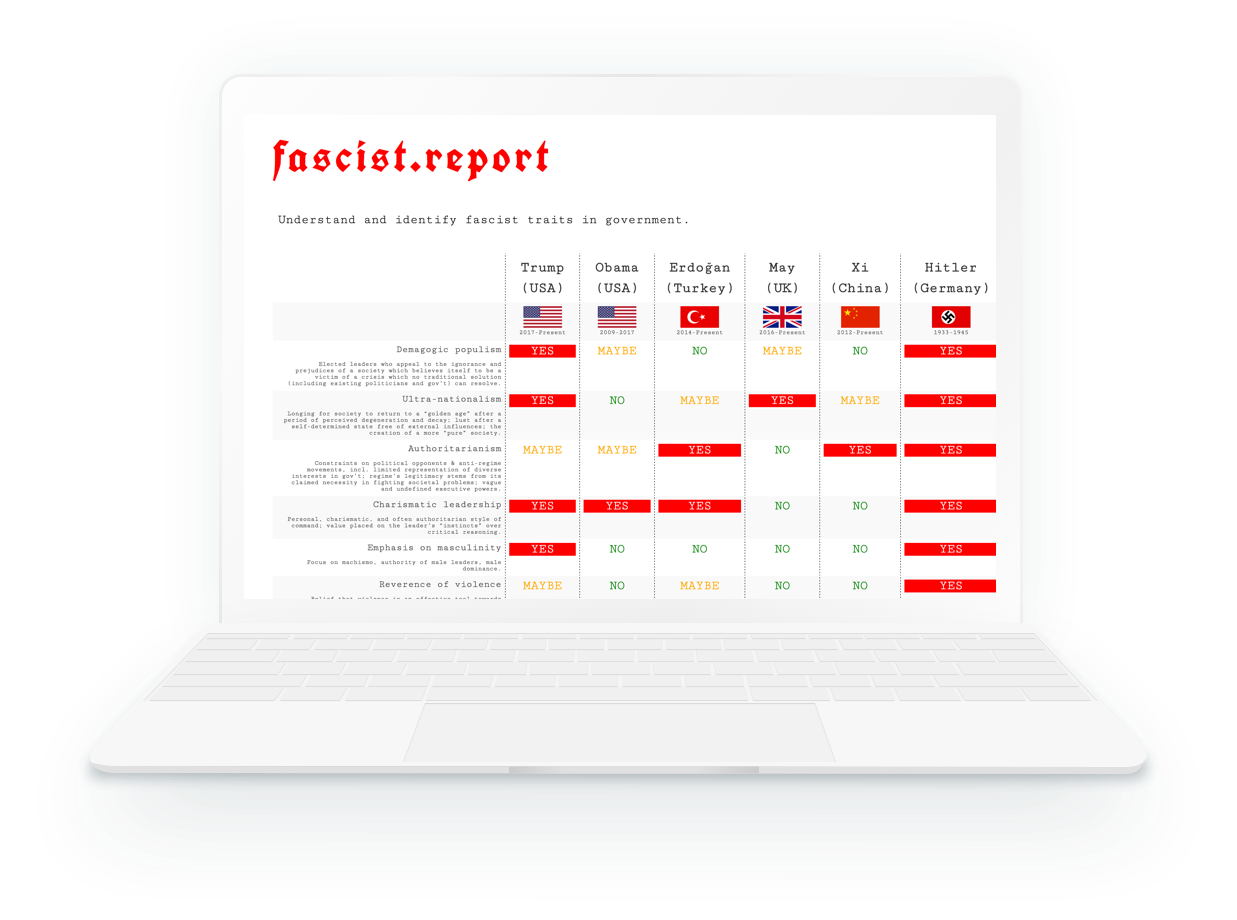 fascist.report
Understand and identify fascist traits in government.
Trump Obama Erdoğan May Xi Hitler
(USA) (USA) (Turkey) (UK) (China) (Germany)
2017-Present 2009-2017 2014-Present 2016-Present 2012-Present 1933-1945
Demagogic populism YES MAYBE NO MAYBE NO YES
Elected leaders who appeal to the ignorance and
prejudices of a society which believes itself to be a
victim of a crisis which no traditional solution
(including existing politicians and gov't) can resolve.
Ultra-nationalism YES NO MAYBE YES MAYBE YES
Longing for society to return to a "golden age" after a
period of perceived degeneration and decay; lust after a
self-determined state free of external influences; the
creation of a more "pure" society.
Authoritarianism MAYBE MAYBE YES NO YES YES
Constraints on political opponents & anti-regime
movements, incl. limited representation of diverse
interests in gov't; regime's legitimacy stems from its
claimed necessity in fighting societal problems; vague
and undefined executive powers.
Charismatic leadership YES YES YES NO NO YES
Personal, charismatic, and often authoritarian style of
command; value placed on the leader's "instincts" over
critical reasoning.
Emphasis on masculinity YES NO NO NO NO YES
Focus on machismo, authority of male leaders, male
dominance.
Reverence of violence MAYBE NO MAYBE NO NO YES